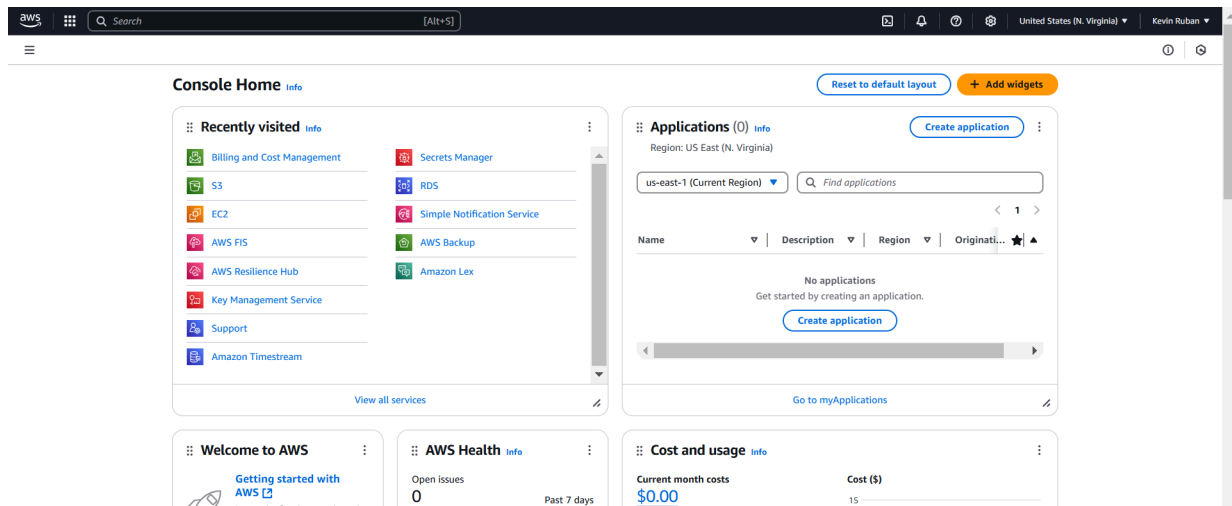 aws
Search [Alt+S]
United States (N. Virginia)
Kevin Ruban
Console Home Info
Reset to default layout
+ Add widgets
Recently visited Info
Billing and Cost Management
S3
EC2
AWS FIS
AWS Resilience Hub
Key Management Service
Support
Amazon Timestream
Secrets Manager
RDS
Simple Notification Service
AWS Backup
Amazon Lex
View all services
Applications (0) Info
Create application
Region: US East (N. Virginia)
us-east-1 (Current Region)
Find applications
1
Name Description Region Originati...
No applications
Get started by creating an application.
Create application
Go to myApplications
Welcome to AWS
Getting started with
AWS
AWS Health Info
Open issues
0
Past 7 days
Cost and usage Info
Current month costs
$0.00
Cost ($)
15